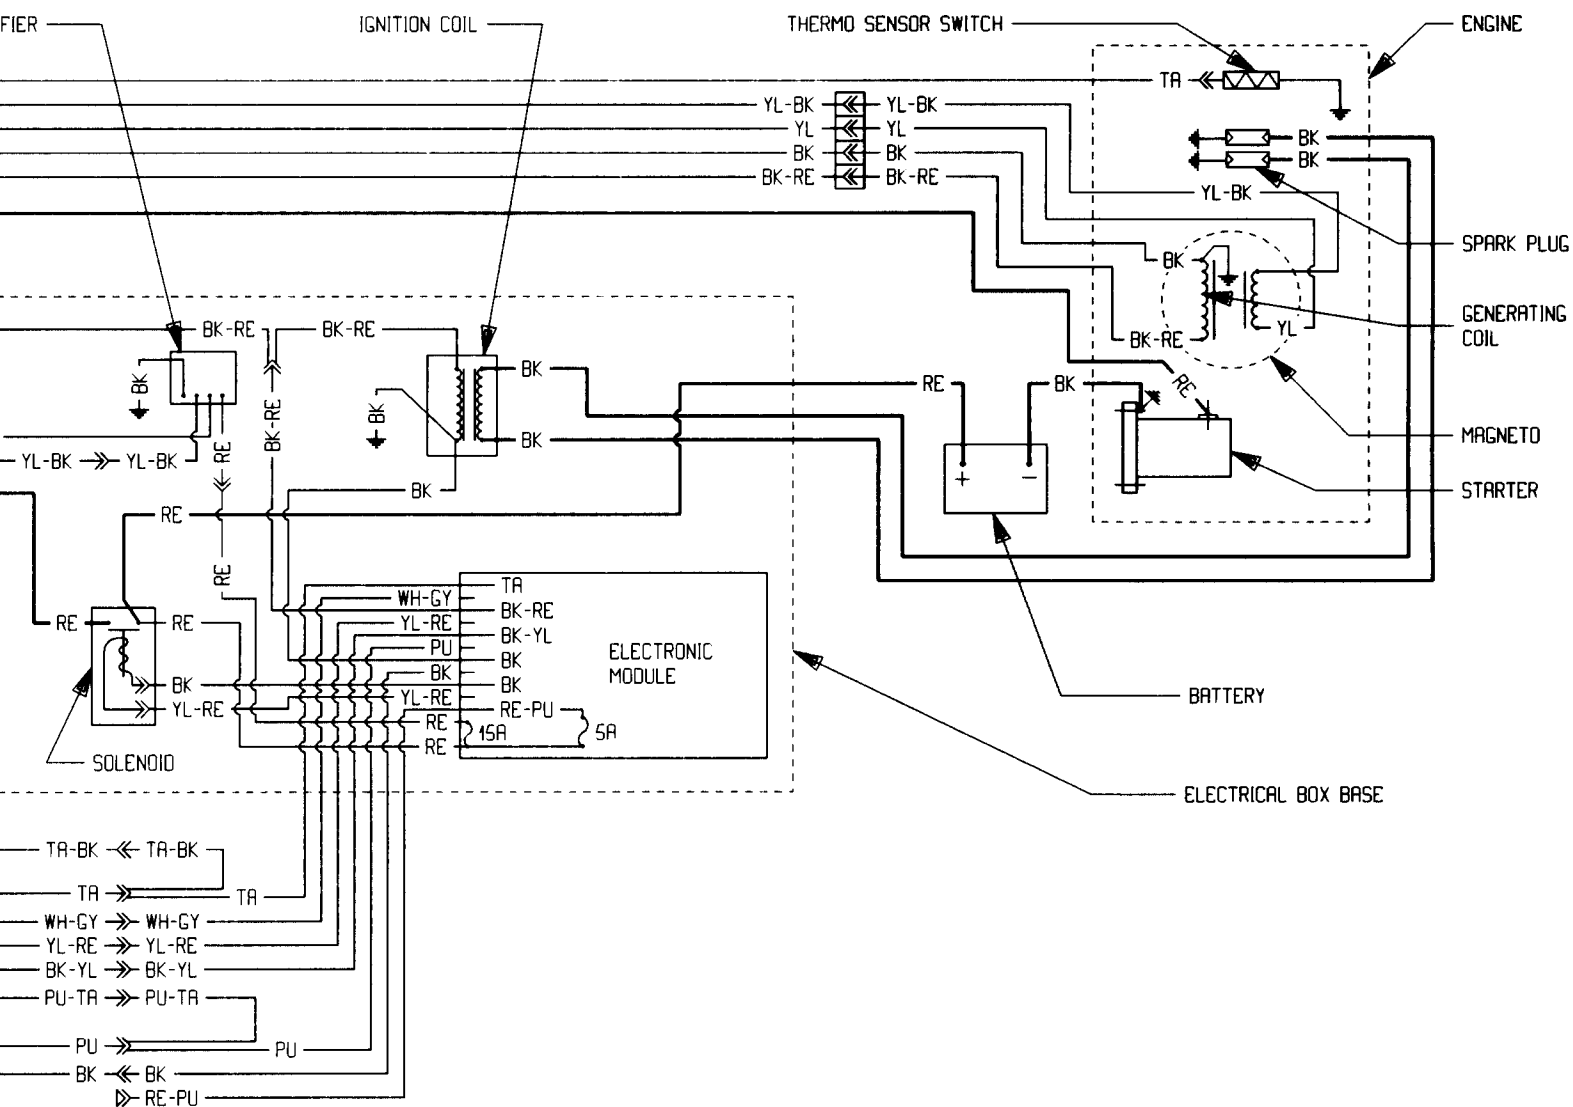 FIER
IGNITION COIL
THERMO SENSOR SWITCH
ENGINE
TA
YL-BK YL-BK
YL YL
BK BK
BK-RE BK-RE
BK
BK
YL-BK
SPARK PLUG
BK
GENERATING
COIL
YL
BK-RE
MAGNETO
RE
STARTER
BK-RE BK-RE
BK
BK
BK
BK
RE BK
+ -
BATTERY
RE
BK-RE
YL-BK YL-BK
BK
RE
RE
RE RE
BK
YL-RE
SOLENOID
TA
WH-GY
BK-RE
YL-RE
BK-YL
PU
BK
BK
BK
YL-RE
RE-PU
RE
15A
5A
RE
ELECTRONIC
MODULE
ELECTRICAL BOX BASE
TA-BK TA-BK
TA TA
WH-GY WH-GY
YL-RE YL-RE
BK-YL BK-YL
PU-TA PU-TA
PU PU
BK BK
RE-PU